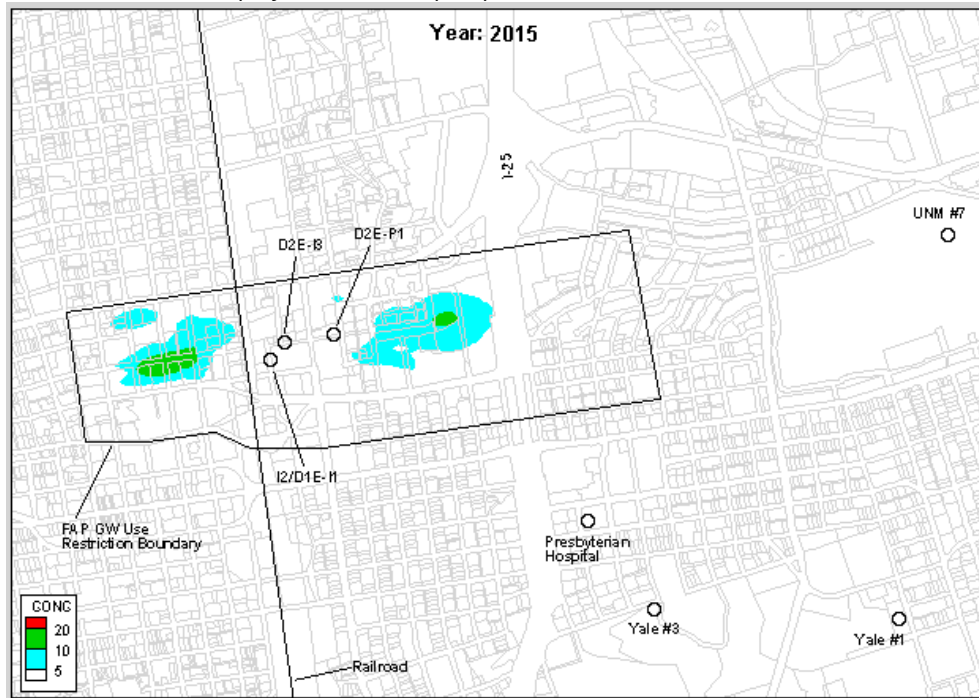 Year: 2015
I-25
UNM #7
D2E-I3
D2E-P1
I2/D1E-I1
FAP GW Use
Restriction Boundary
Presbyterian
Hospital
Yale #3
Yale #1
Railroad
CONC
20
10
5